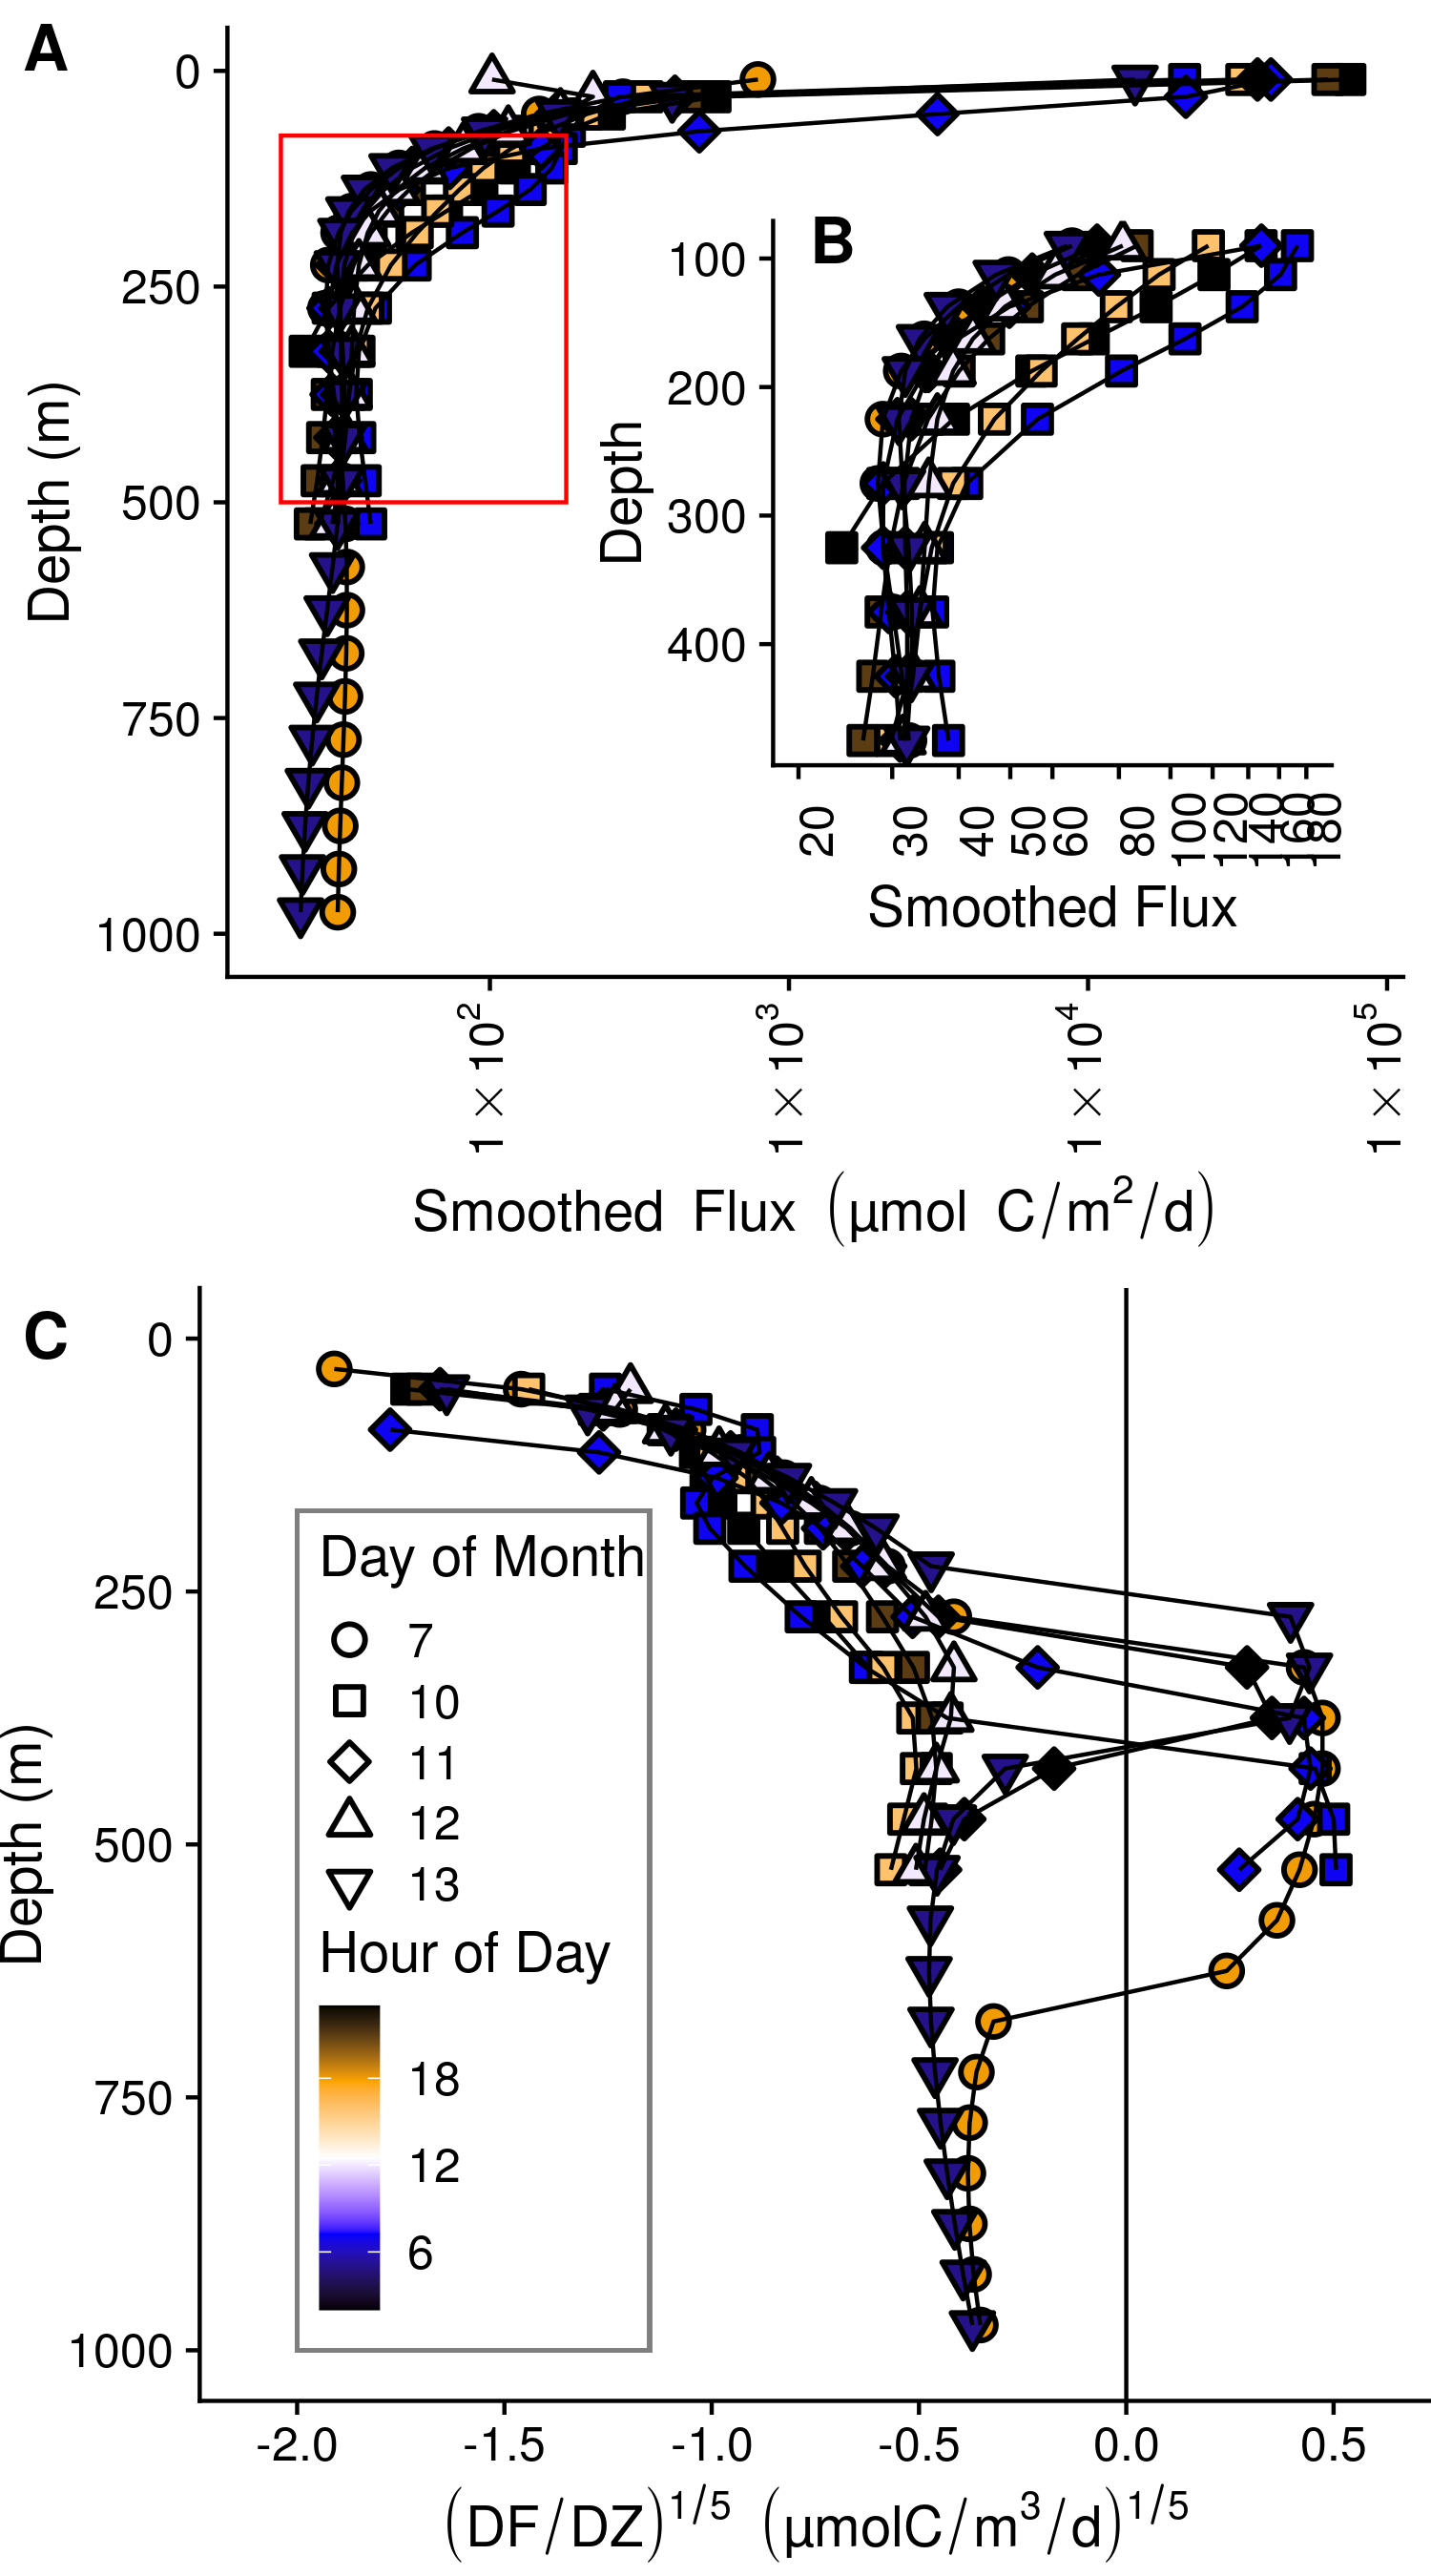 A
0
250
500
750
1000
Depth (m)
1 × 10²
1 × 10³
1 × 10⁴
1 × 10⁵
Smoothed Flux (µmol C/m²/d)
B
100
200
300
400
Depth
20
30
40
50
60
80
100
120
140
160
180
Smoothed Flux
C
0
250
500
750
1000
Depth (m)
Day of Month
7
10
11
12
13
Hour of Day
18
12
6
-2.0
-1.5
-1.0
-0.5
0.0
0.5
(DF/DZ)^1/5 (µmolC/m³/d)^1/5